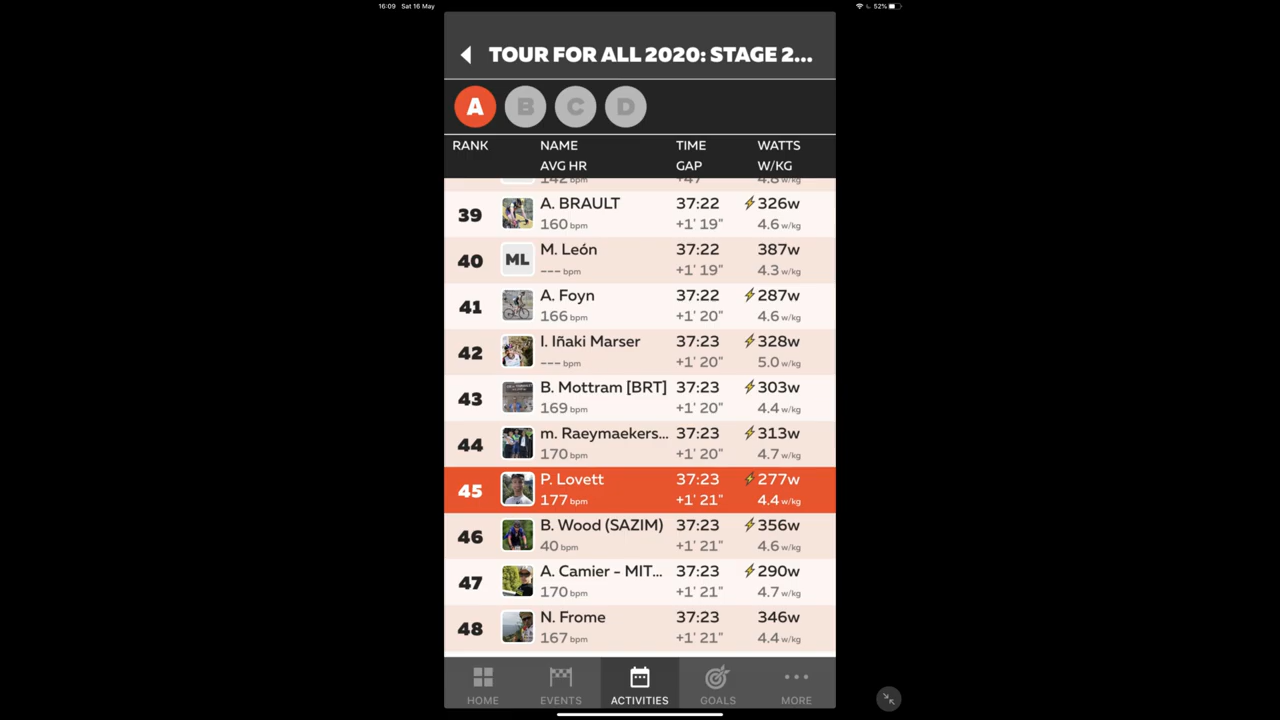 16:09 Sat 16 May
52%
TOUR FOR ALL 2020: STAGE 2...
A B C D
RANK NAME TIME WATTS
AVG HR GAP W/KG
142 bpm +47 4.8 w/kg
39 A. BRAULT 37:22 326w
160 bpm +1' 19" 4.6 w/kg
40 ML M. León 37:22 387w
--- bpm +1' 19" 4.3 w/kg
41 A. Foyn 37:22 287w
166 bpm +1' 20" 4.6 w/kg
42 I. Iñaki Marser 37:23 328w
--- bpm +1' 20" 5.0 w/kg
43 B. Mottram [BRT] 37:23 303w
169 bpm +1' 20" 4.4 w/kg
44 m. Raeymaekers... 37:23 313w
170 bpm +1' 20" 4.7 w/kg
45 P. Lovett 37:23 277w
177 bpm +1' 21" 4.4 w/kg
46 B. Wood (SAZIM) 37:23 356w
40 bpm +1' 21" 4.6 w/kg
47 A. Camier - MIT... 37:23 290w
170 bpm +1' 21" 4.7 w/kg
48 N. Frome 37:23 346w
167 bpm +1' 21" 4.4 w/kg
HOME EVENTS ACTIVITIES GOALS MORE